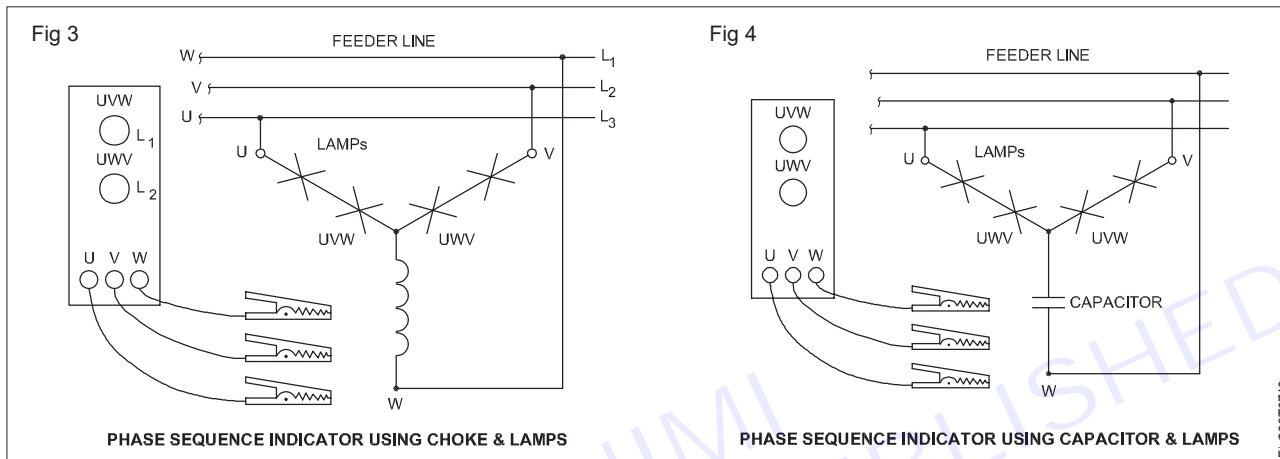 Fig 3
FEEDER LINE
W
L1
V
L2
U
L3
UVW
L1
UWV
L2
U
LAMPs
V
UVW
UWV
U V W
W
PHASE SEQUENCE INDICATOR USING CHOKE & LAMPS
Fig 4
FEEDER LINE
UVW
UWV
U
LAMPs
V
UWV
UVW
U V W
CAPACITOR
W
PHASE SEQUENCE INDICATOR USING CAPACITOR & LAMPS